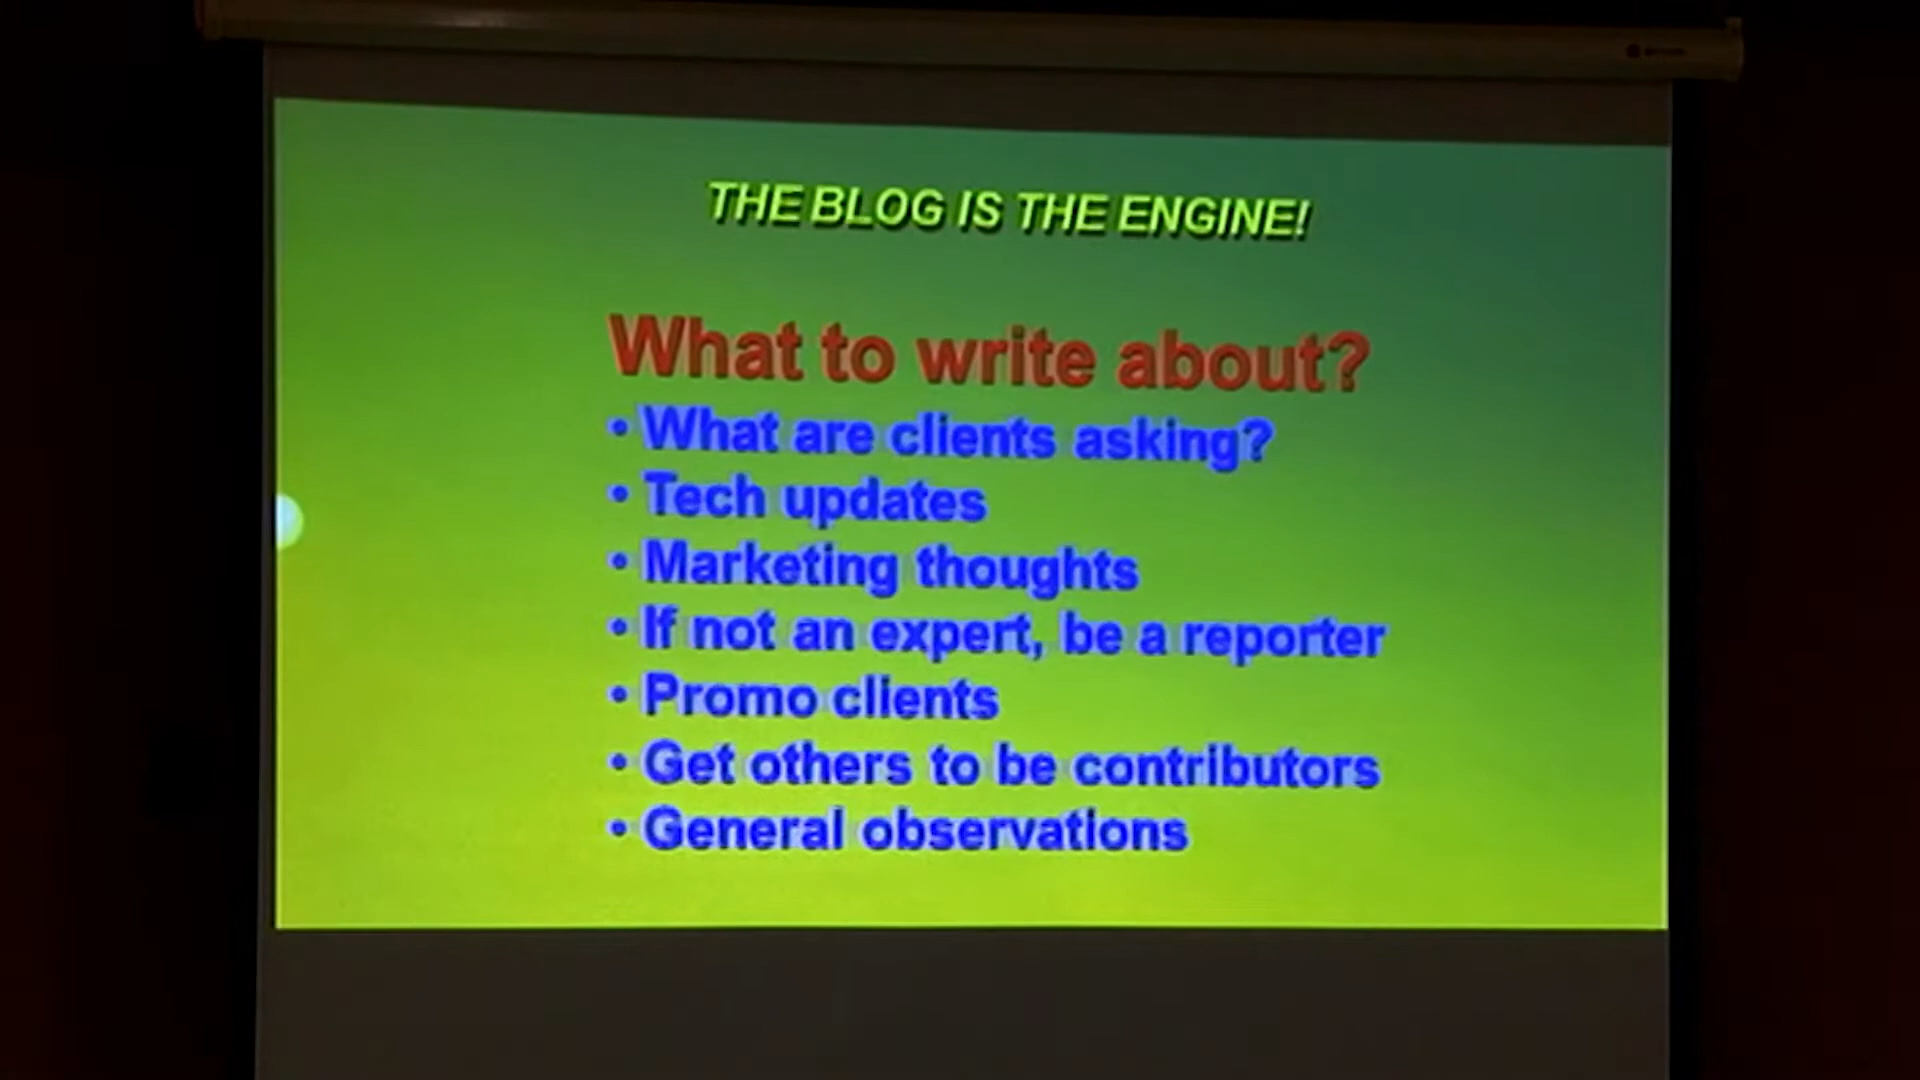 THE BLOG IS THE ENGINE!
What to write about?
• What are clients asking?
• Tech updates
• Marketing thoughts
• If not an expert, be a reporter
• Promo clients
• Get others to be contributors
• General observations